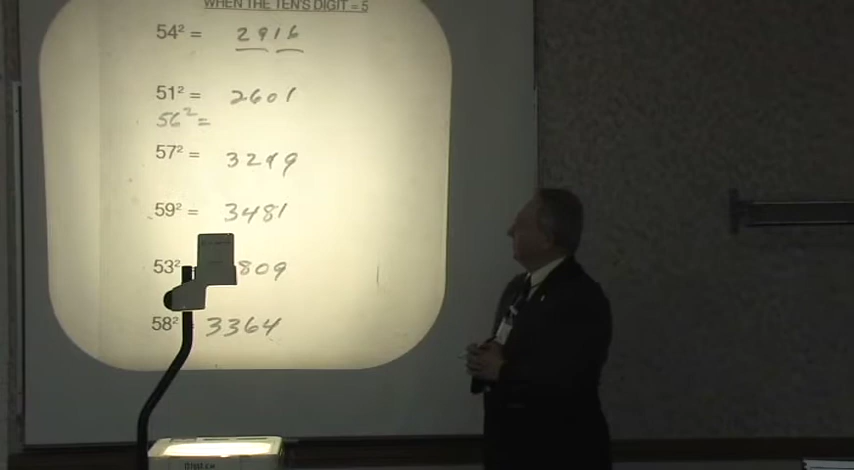 WHEN THE TEN'S DIGIT = 5
54² = 2916
51² = 2601
56² =
57² = 3249
59² = 3481
53² 809
58² 3364